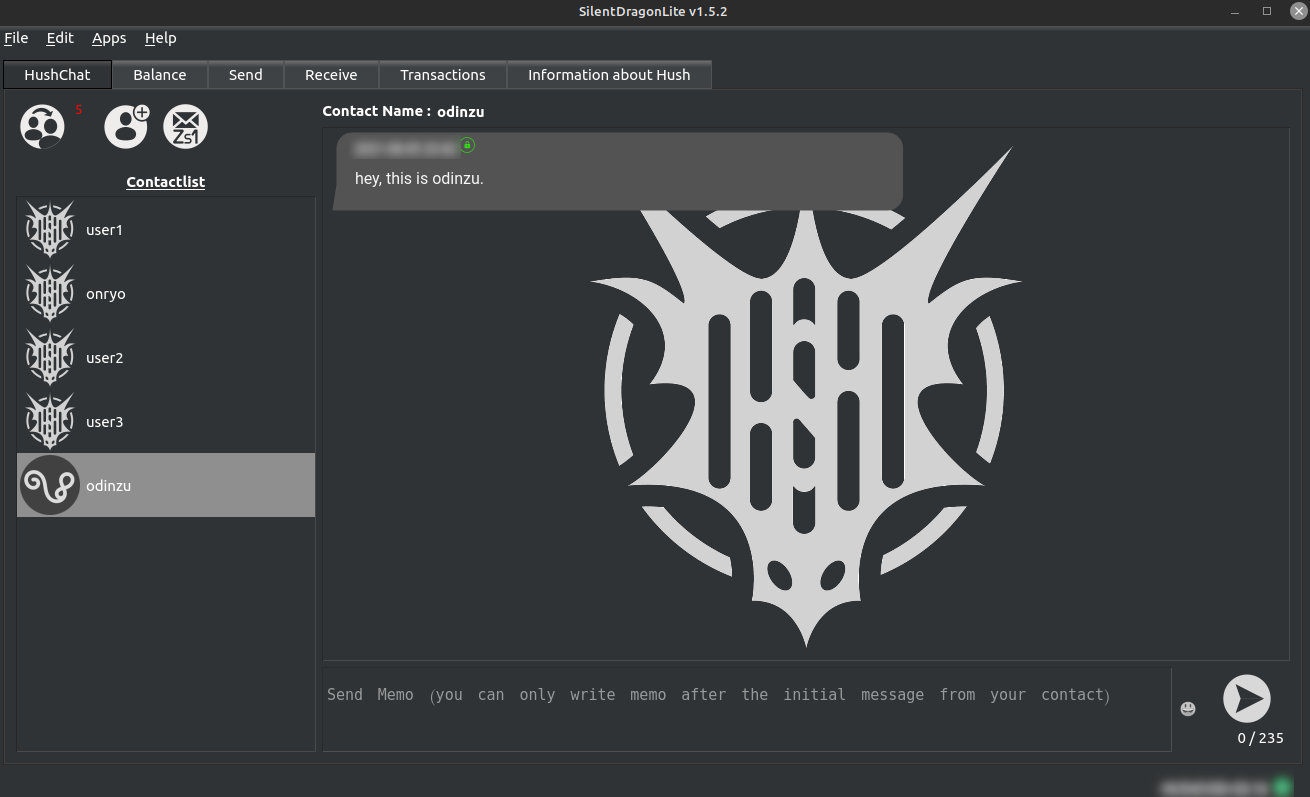 SilentDragonLite v1.5.2
File Edit Apps Help
HushChat Balance Send Receive Transactions Information about Hush
5
Zs1
Contact Name : odinzu
hey, this is odinzu.
Contactlist
user1
onryo
user2
user3
odinzu
Send Memo (you can only write memo after the initial message from your contact)
0 / 235